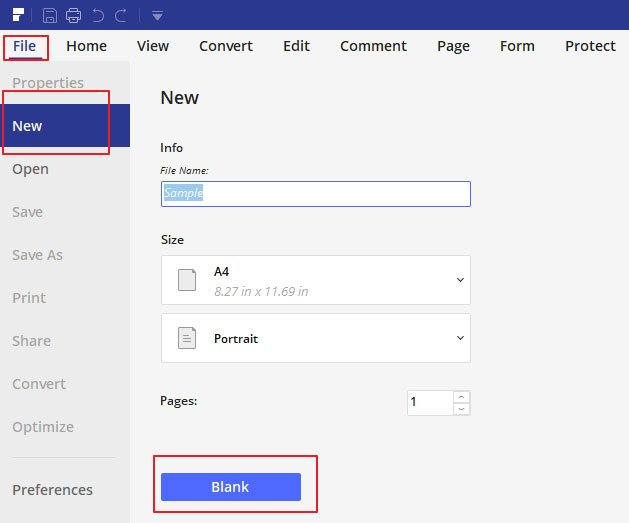 File Home View Convert Edit Comment Page Form Protect
Properties
New
Open
Save
Save As
Print
Share
Convert
Optimize
Preferences
New
Info
File Name:
Sample
Size
A4
8.27 in x 11.69 in
Portrait
Pages: 1
Blank